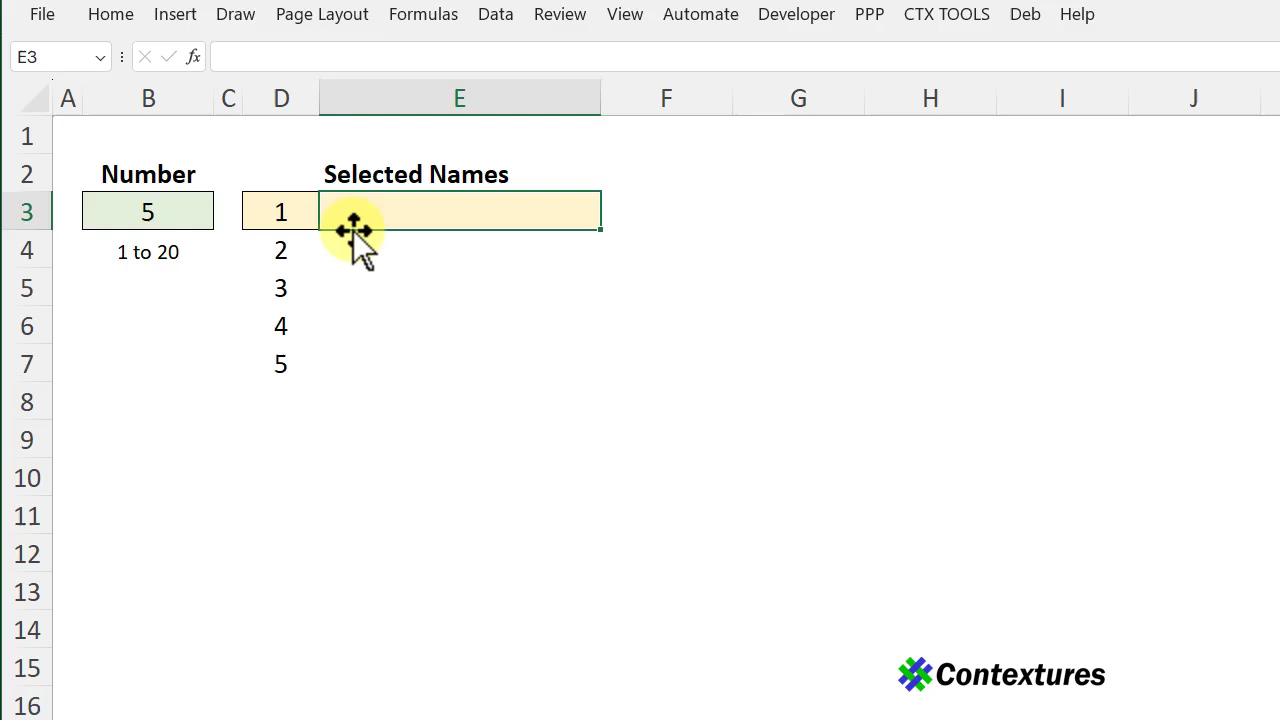 File Home Insert Draw Page Layout Formulas Data Review View Automate Developer PPP CTX TOOLS Deb Help
E3 fx
A B C D E F G H I J
1
2 Number Selected Names
3 5 1
4 1 to 20 2
5 3
6 4
7 5
8
9
10
11
12
13
14
15 Contextures
16